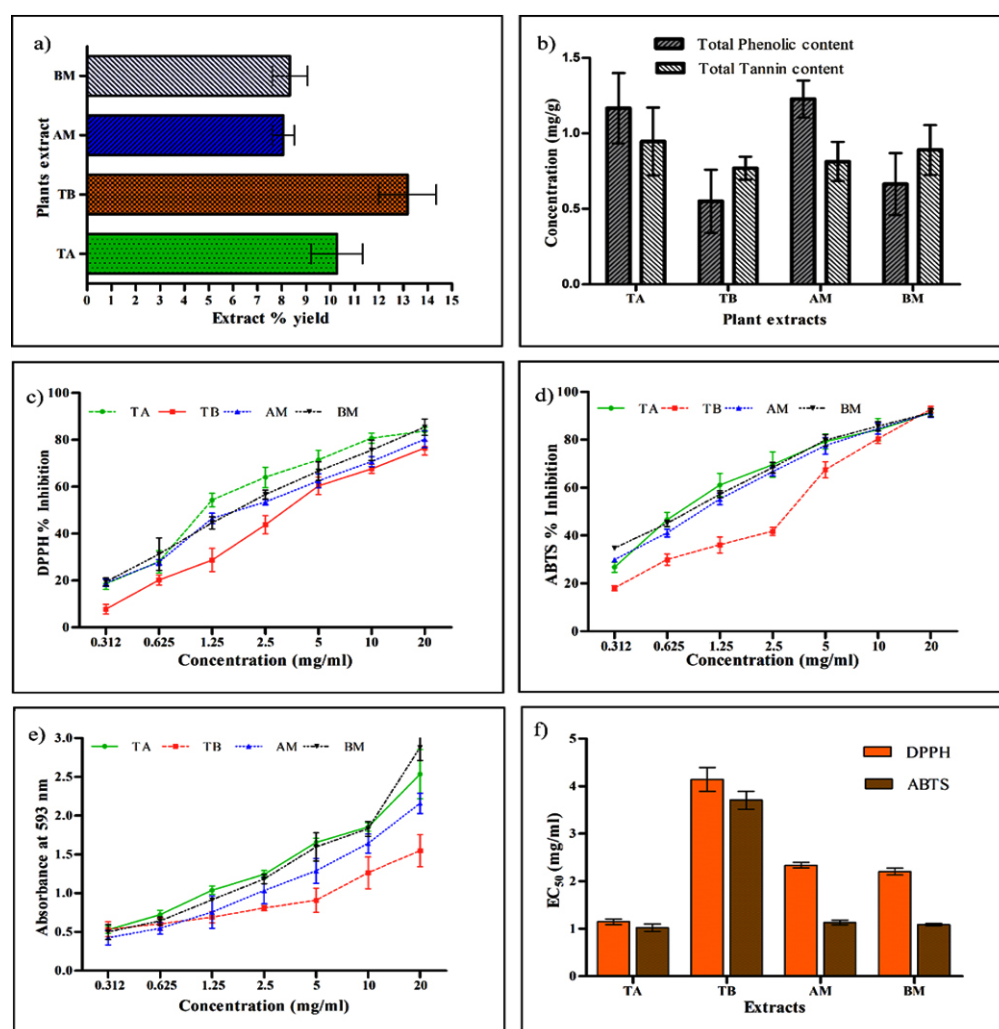 a)
BM
AM
TB
TA
Plants extract
0 1 2 3 4 5 6 7 8 9 10 11 12 13 14 15
Extract % yield
b)
Total Phenolic content
Total Tannin content
1.5
1.0
0.5
0.0
Concentration (mg/g)
TA TB AM BM
Plant extracts
c)
TA TB AM BM
100
80
60
40
20
0
DPPH % Inhibition
0.312 0.625 1.25 2.5 5 10 20
Concentration (mg/ml)
d)
TA TB AM BM
100
80
60
40
20
0
ABTS % Inhibition
0.312 0.625 1.25 2.5 5 10 20
Concentration (mg/ml)
e)
TA TB AM BM
3.0
2.5
2.0
1.5
1.0
0.5
0.0
Absorbance at 593 nm
0.312 0.625 1.25 2.5 5 10 20
Concentration (mg/ml)
f)
DPPH
ABTS
5
4
3
2
1
0
EC50 (mg/ml)
TA TB AM BM
Extracts